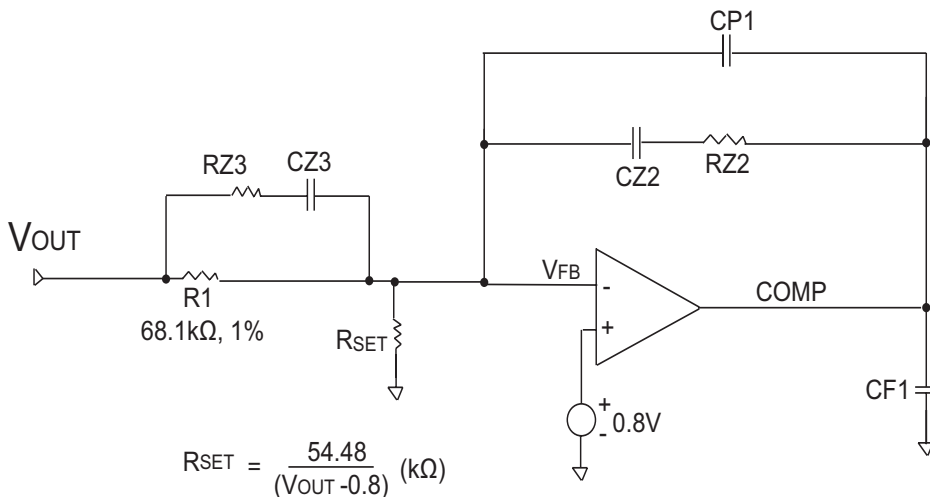 CP1
CZ2
RZ2
RZ3
CZ3
VOUT
R1
68.1kΩ, 1%
RSET
VFB
-
+
COMP
+
-
0.8V
CF1
RSET = 54.48 / (VOUT -0.8) (kΩ)